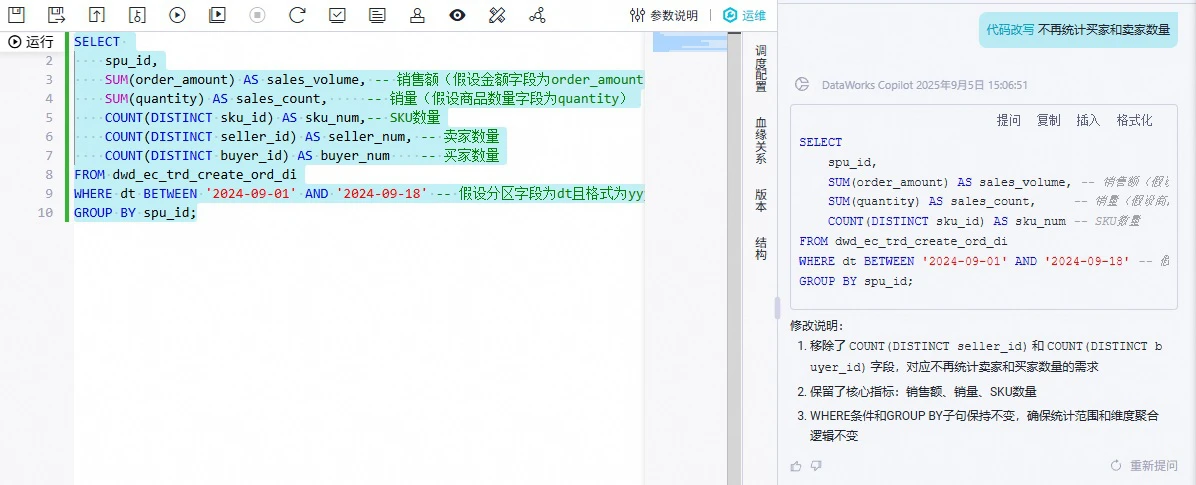 参数说明 | 运维
运行
SELECT
2 spu_id,
3 SUM(order_amount) AS sales_volume, -- 销售额（假设金额字段为order_amount
4 SUM(quantity) AS sales_count, -- 销量（假设商品数量字段为quantity）
5 COUNT(DISTINCT sku_id) AS sku_num,-- SKU数量
6 COUNT(DISTINCT seller_id) AS seller_num, -- 卖家数量
7 COUNT(DISTINCT buyer_id) AS buyer_num -- 买家数量
8 FROM dwd_ec_trd_create_ord_di
9 WHERE dt BETWEEN '2024-09-01' AND '2024-09-18' -- 假设分区字段为dt且格式为yy
10 GROUP BY spu_id;
调度配置
血缘关系
版本
结构
代码改写 不再统计买家和卖家数量
DataWorks Copilot 2025年9月5日 15:06:51
提问 复制 插入 格式化
SELECT
spu_id,
SUM(order_amount) AS sales_volume, -- 销售额（假设
SUM(quantity) AS sales_count, -- 销量（假设商
COUNT(DISTINCT sku_id) AS sku_num -- SKU数量
FROM dwd_ec_trd_create_ord_di
WHERE dt BETWEEN '2024-09-01' AND '2024-09-18' --
GROUP BY spu_id;
修改说明：
1. 移除了 COUNT(DISTINCT seller_id) 和 COUNT(DISTINCT b
uyer_id) 字段，对应不再统计卖家和买家数量的需求
2. 保留了核心指标：销售额、销量、SKU数量
3. WHERE条件和GROUP BY子句保持不变，确保统计范围和维度聚合
逻辑不变
重新提问